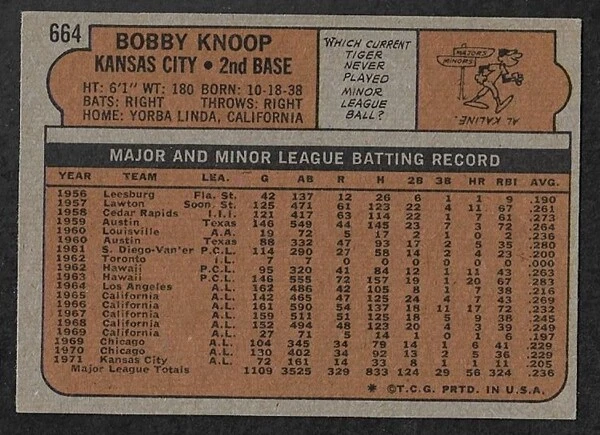 664
BOBBY KNOOP
KANSAS CITY • 2nd BASE
HT: 6'1" WT: 180 BORN: 10-18-38
BATS: RIGHT THROWS: RIGHT
HOME: YORBA LINDA, CALIFORNIA
WHICH CURRENT
TIGER
NEVER
PLAYED
MINOR
LEAGUE
BALL?
MAJORS
MINORS
AL KALINE
MAJOR AND MINOR LEAGUE BATTING RECORD
YEAR TEAM LEA. G AB R H 2B 3B HR RBI AVG.
1956 Leesburg Fla. St. 42 137 12 26 6 1 1 9 .190
1957 Lawton Soon. St. 125 471 61 123 22 4 11 67 .261
1958 Cedar Rapids I.I.I. 121 417 63 114 22 1 7 61 .273
1959 Austin Texas 146 549 44 145 23 7 3 72 .264
1960 Louisville A.A. 19 72 5 17 2 1 0 2 .236
1960 Austin Texas 88 332 47 93 17 2 5 35 .280
1961 S. Diego-Van'er P.C.L. 114 290 27 58 14 2 4 23 .200
1962 Toronto I.L. 7 7 0 0 0 0 0 0 .000
1962 Hawaii P.C.L. 95 320 41 84 12 1 11 43 .263
1963 Hawaii P.C.L. 146 555 72 157 19 1 20 67 .283
1964 Los Angeles A.L. 162 486 42 105 8 1 7 38 .216
1965 California A.L. 142 465 47 125 24 4 7 43 .269
1966 California A.L. 161 590 54 137 18 11 17 72 .232
1967 California A.L. 159 511 51 125 18 5 9 38 .245
1968 California A.L. 152 494 48 123 20 4 3 39 .249
1969 California A.L. 27 71 5 14 1 0 1 6 .197
1969 Chicago A.L. 104 345 34 79 14 1 6 41 .229
1970 Chicago A.L. 130 402 34 92 13 2 5 36 .229
1971 Kansas City A.L. 72 161 14 33 8 1 1 11 .205
Major League Totals 1109 3525 329 833 124 29 56 324 .236
* ©T.C.G. PRTD. IN U.S.A.